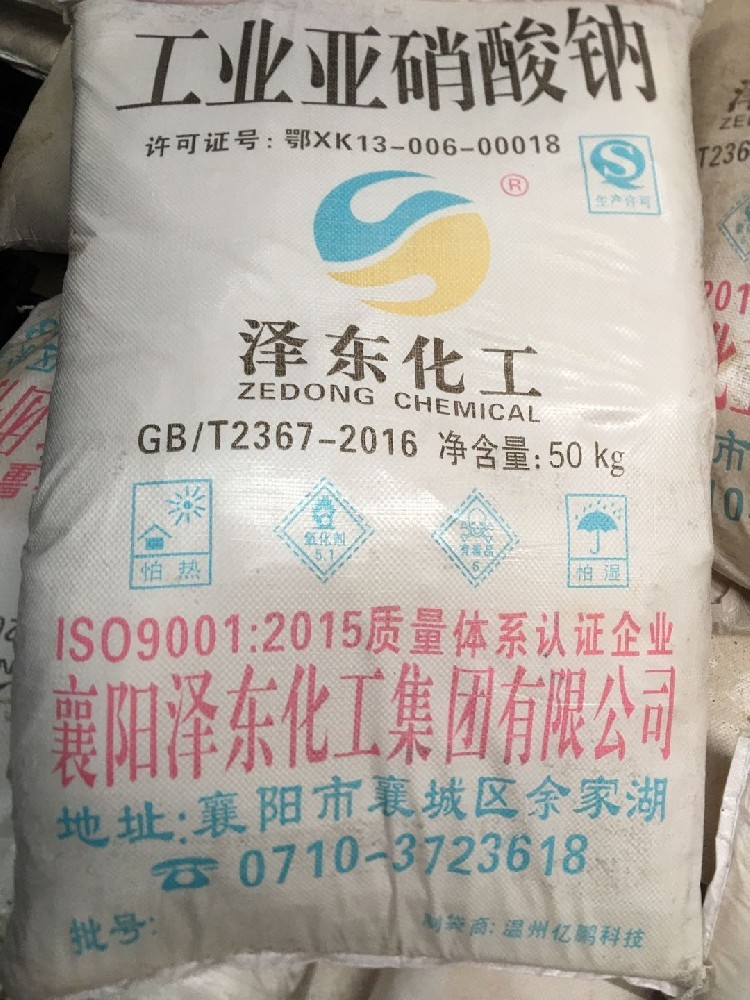 工业亚硝酸钠
许可证号：鄂XK13-006-00018
生产许可
®
泽东化工
ZEDONG CHEMICAL
GB/T2367-2016 净含量:50 kg
怕热
氧化剂
5.1
有毒品
6
怕湿
ISO9001:2015质量体系认证企业
襄阳泽东化工集团有限公司
地址:襄阳市襄城区余家湖
☎0710-3723618
批号:
制袋商:温州亿鹏科技